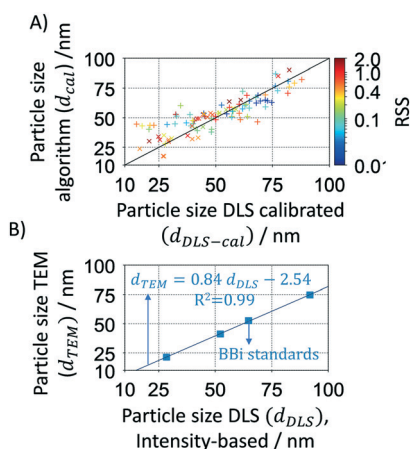 A)
Particle size
algorithm (d_cal) /nm
100
75
50
25
10
10 25 50 75 100
Particle size DLS calibrated
(d_DLS−cal) / nm
2.0
1.0
0.4
0.1
0.0
RSS
B)
Particle size TEM
(d_TEM) / nm
100
75
50
25
10
d_TEM = 0.84 d_DLS − 2.54
R²=0.99
BBi standards
10 25 50 75 100
Particle size DLS (d_DLS),
Intensity-based / nm